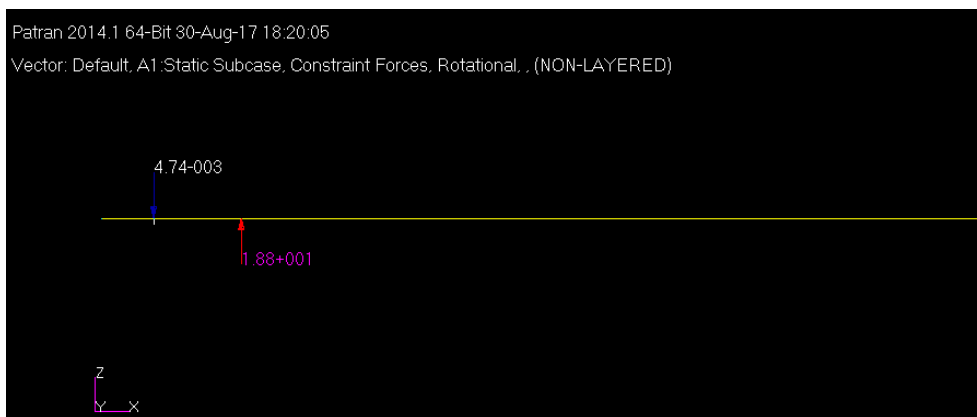 Patran 2014.1 64-Bit 30-Aug-17 18:20:05
Vector: Default, A1:Static Subcase, Constraint Forces, Rotational, , (NON-LAYERED)
4.74-003
1.88+001
Z
Y X